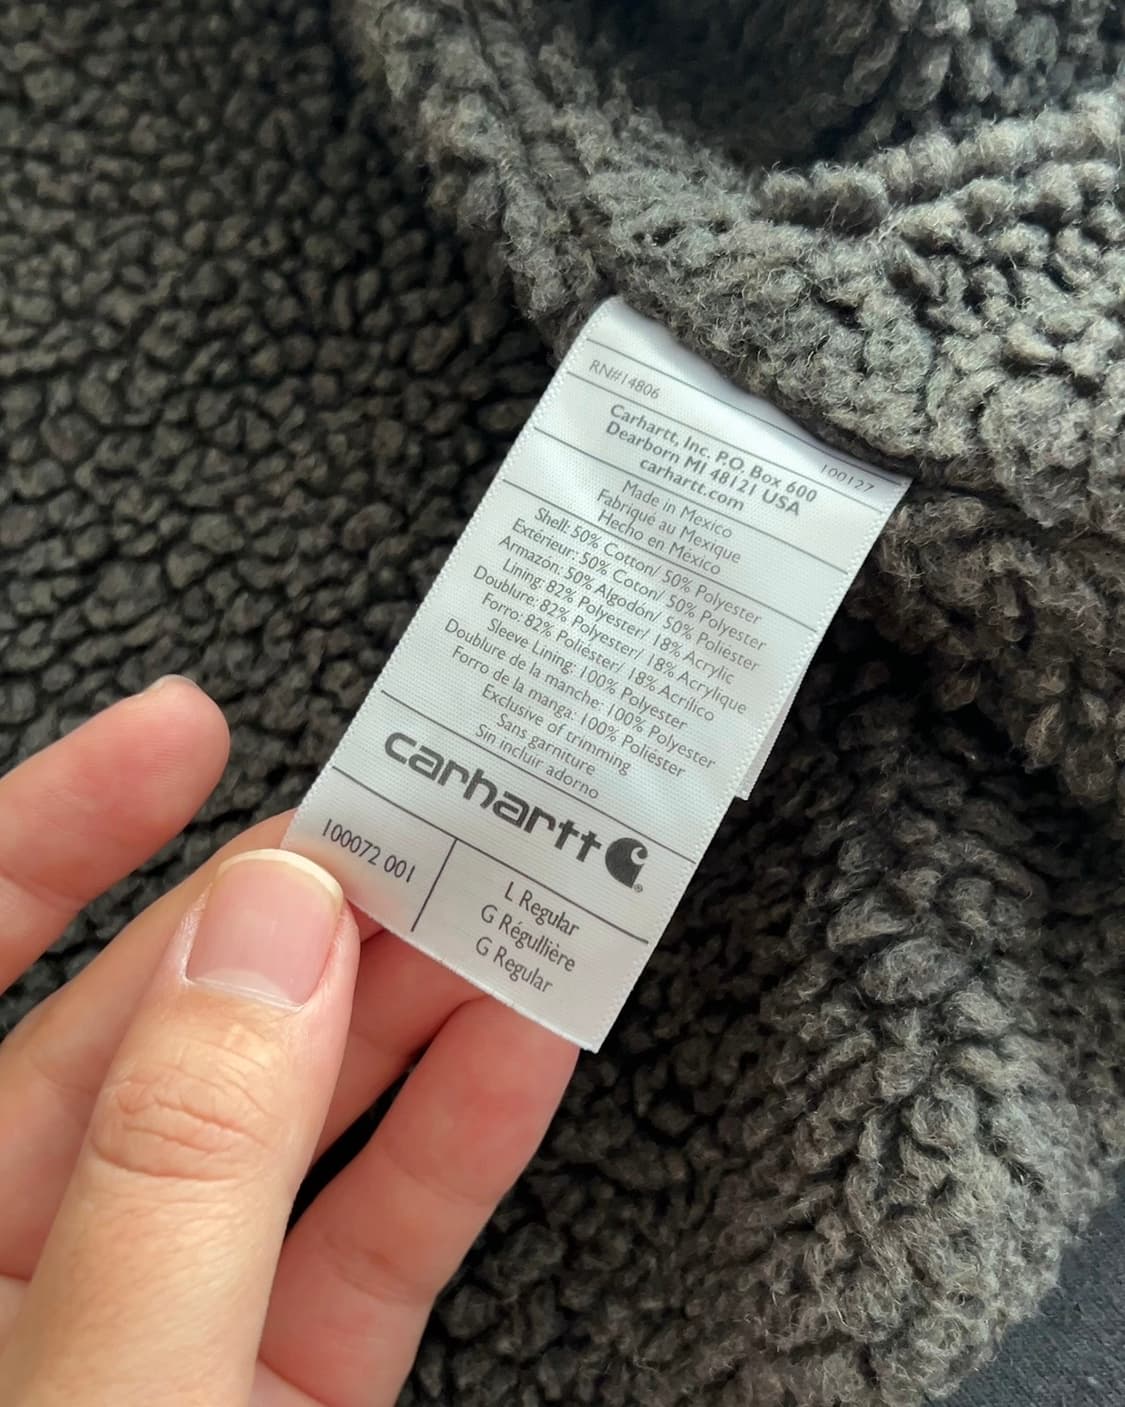 RN#14806
100127
Carhartt, Inc. P.O. Box 600
Dearborn MI 48121 USA
carhartt.com
Made in Mexico
Fabriqué au Mexique
Hecho en México
Shell: 50% Cotton/ 50% Polyester
Extérieur: 50% Coton/ 50% Polyester
Armazon: 50% Algodón/ 50% Poliester
Lining: 82% Polyester/ 18% Acrylic
Doublure: 82% Polyester/ 18% Acrylique
Forro: 82% Poliéster/ 18% Acrílico
Sleeve Lining: 100% Polyester
Doublure de la manche: 100% Polyester
Forro de la manga: 100% Poliéster
Exclusive of trimming
Sans garniture
Sin incluir adorno
carhartt
100072 001
L Regular
G Régullière
G Regular